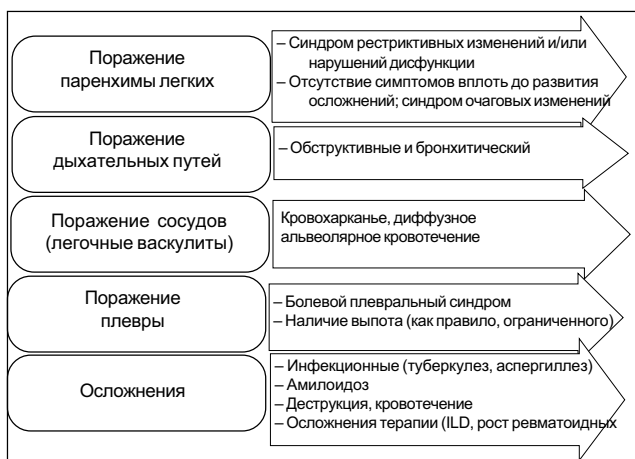 Поражение
паренхимы легких
– Синдром рестриктивных изменений и/или
нарушений дисфункции
– Отсутствие симптомов вплоть до развития
осложнений; синдром очаговых изменений
Поражение
дыхательных путей
– Обструктивные и бронхитический
Поражение сосудов
(легочные васкулиты)
Кровохарканье, диффузное
альвеолярное кровотечение
Поражение
плевры
– Болевой плевральный синдром
– Наличие выпота (как правило, ограниченного)
Осложнения
– Инфекционные (туберкулез, аспергиллез)
– Амилоидоз
– Деструкция, кровотечение
– Осложнения терапии (ILD, рост ревматоидных